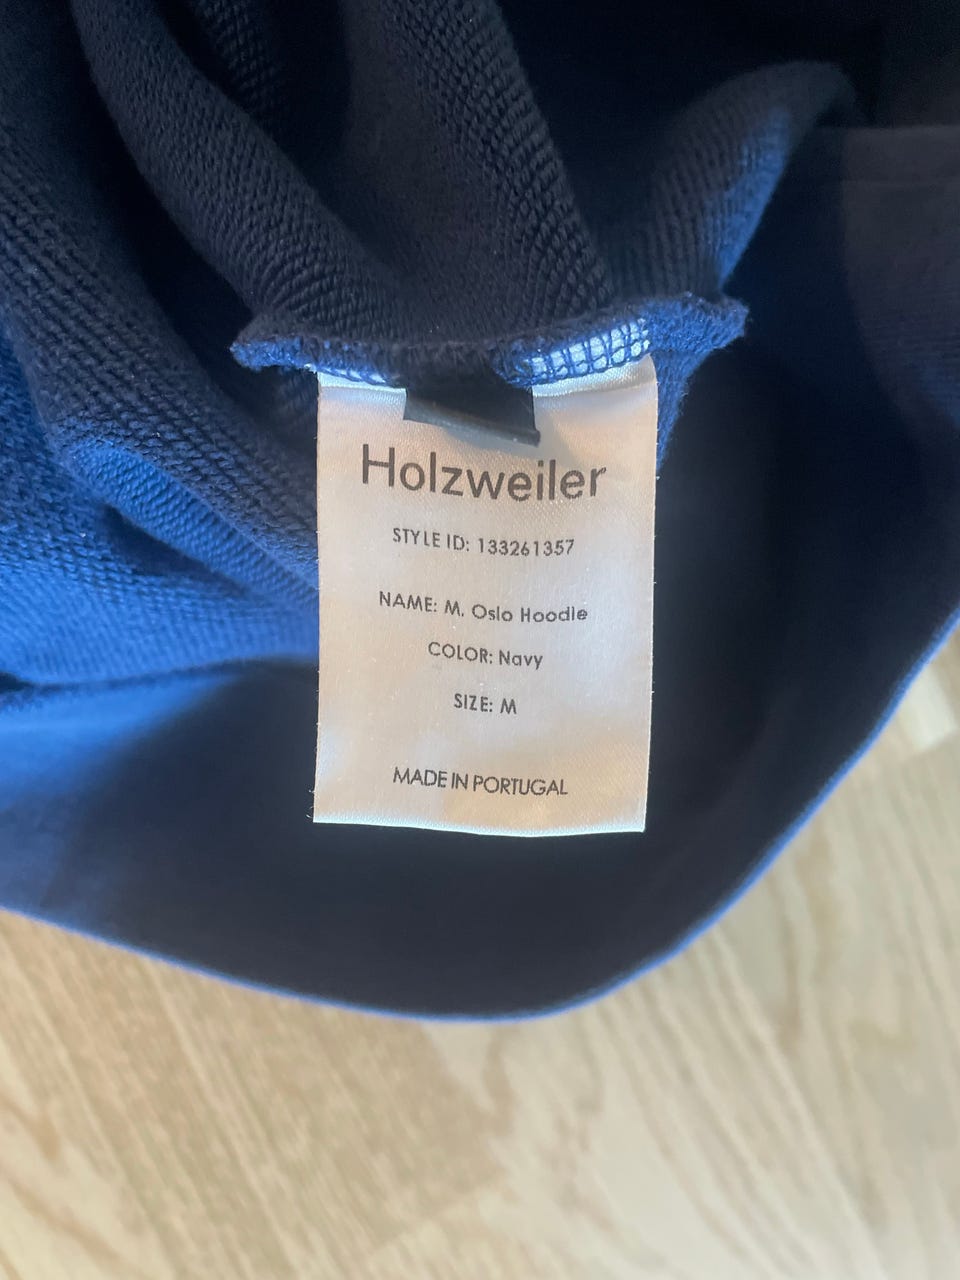 Holzweiler
STYLE ID: 133261357
NAME: M. Oslo Hoodie
COLOR: Navy
SIZE: M
MADE IN PORTUGAL